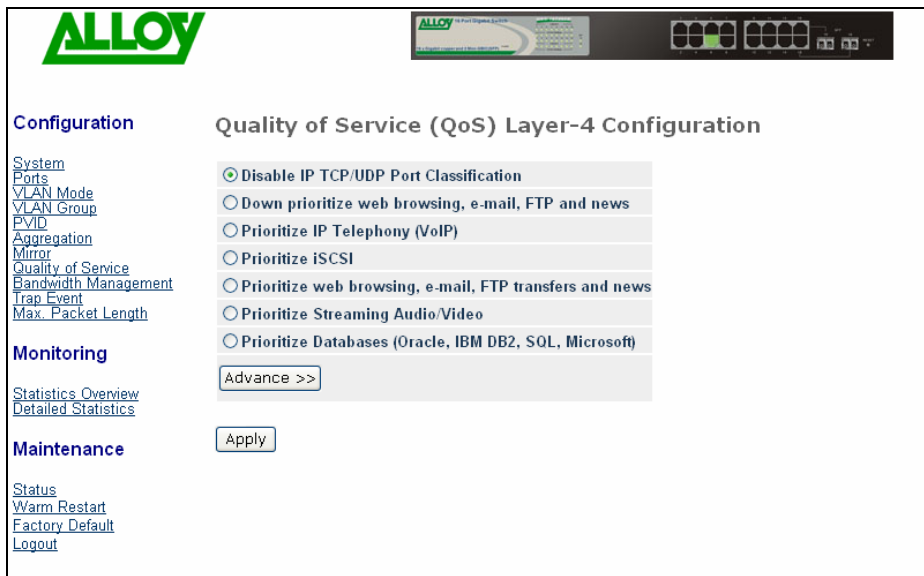 ALLOY
ALLOY
Configuration
System
Ports
VLAN Mode
VLAN Group
PVID
Aggregation
Mirror
Quality of Service
Bandwidth Management
Trap Event
Max. Packet Length
Monitoring
Statistics Overview
Detailed Statistics
Maintenance
Status
Warm Restart
Factory Default
Logout
Quality of Service (QoS) Layer-4 Configuration
Disable IP TCP/UDP Port Classification
Down prioritize web browsing, e-mail, FTP and news
Prioritize IP Telephony (VoIP)
Prioritize iSCSI
Prioritize web browsing, e-mail, FTP transfers and news
Prioritize Streaming Audio/Video
Prioritize Databases (Oracle, IBM DB2, SQL, Microsoft)
Advance >>
Apply